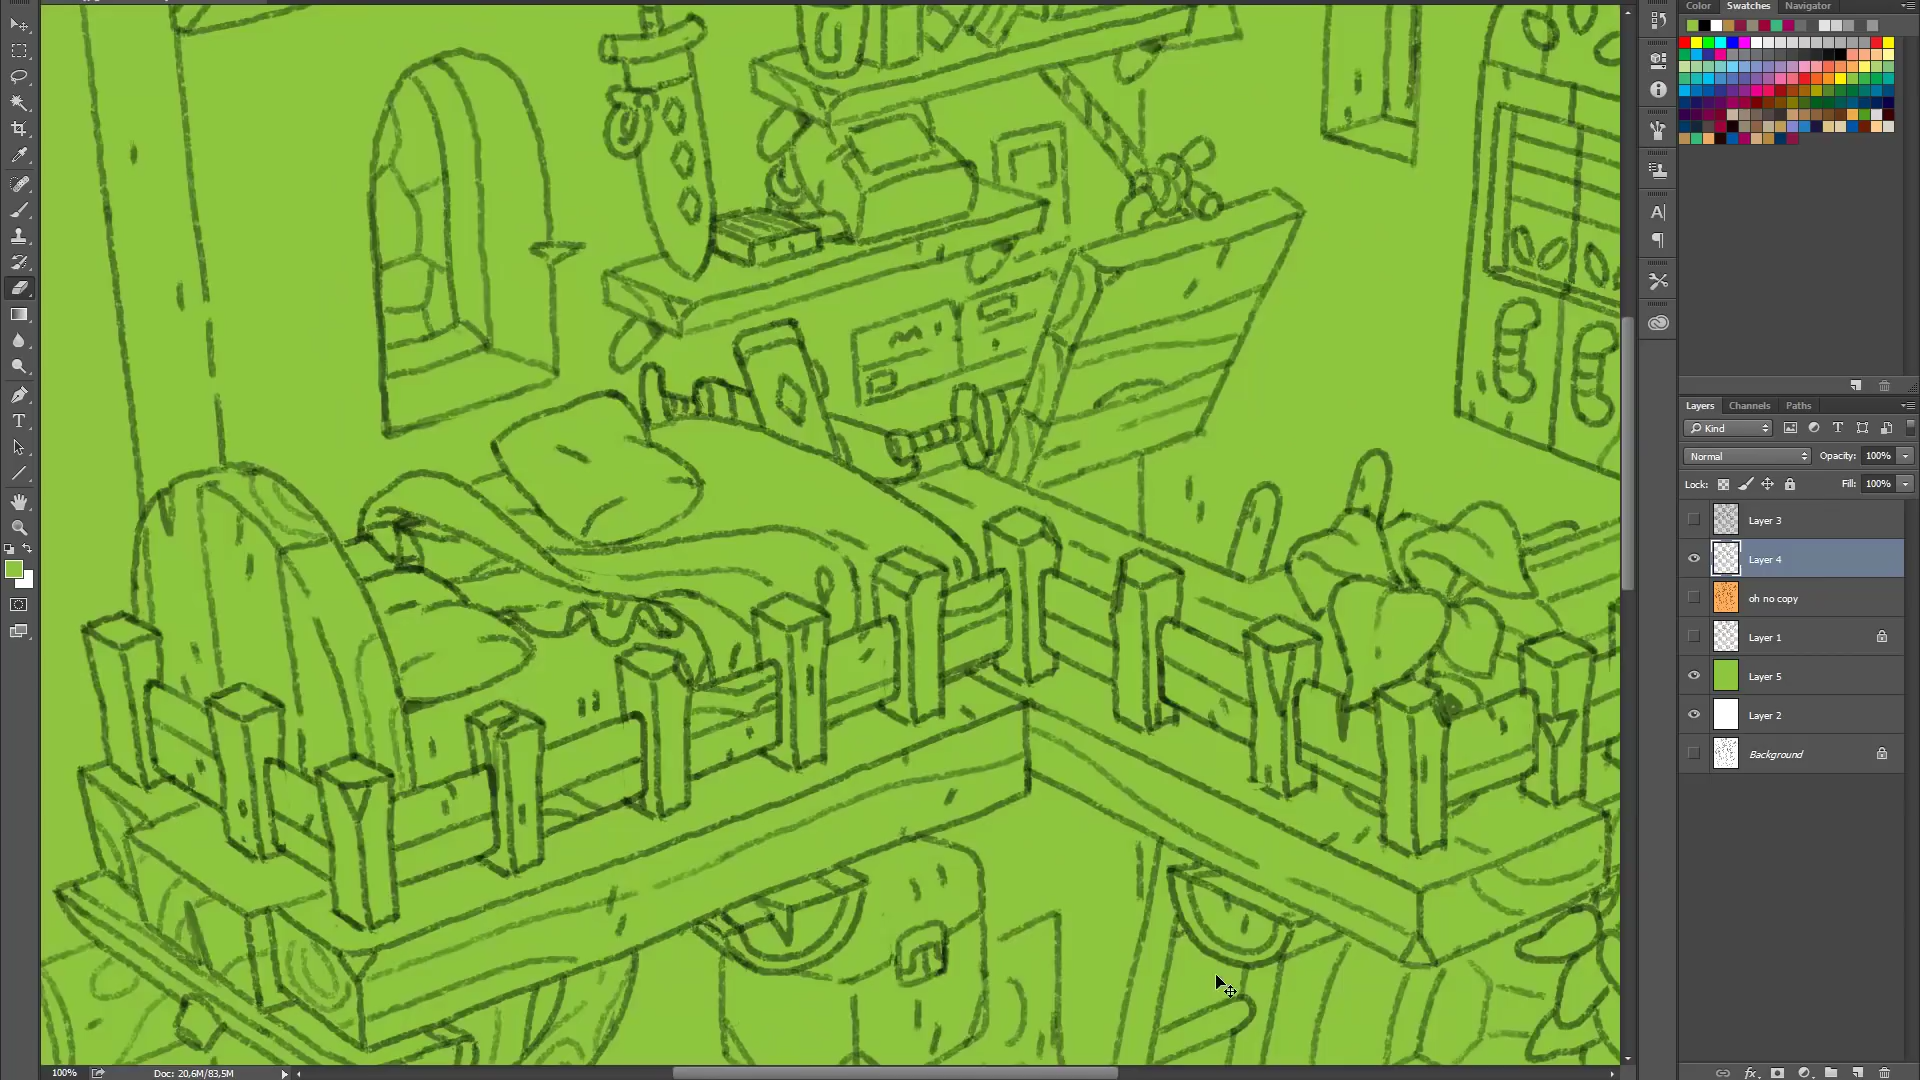 Color Swatches Navigator
Layers Channels Paths
Kind
Normal Opacity: 100%
Lock: Fill: 100%
Layer 3
Layer 4
oh no copy
Layer 1
Layer 5
Layer 2
Background
100% Doc: 20,6M/83,5M